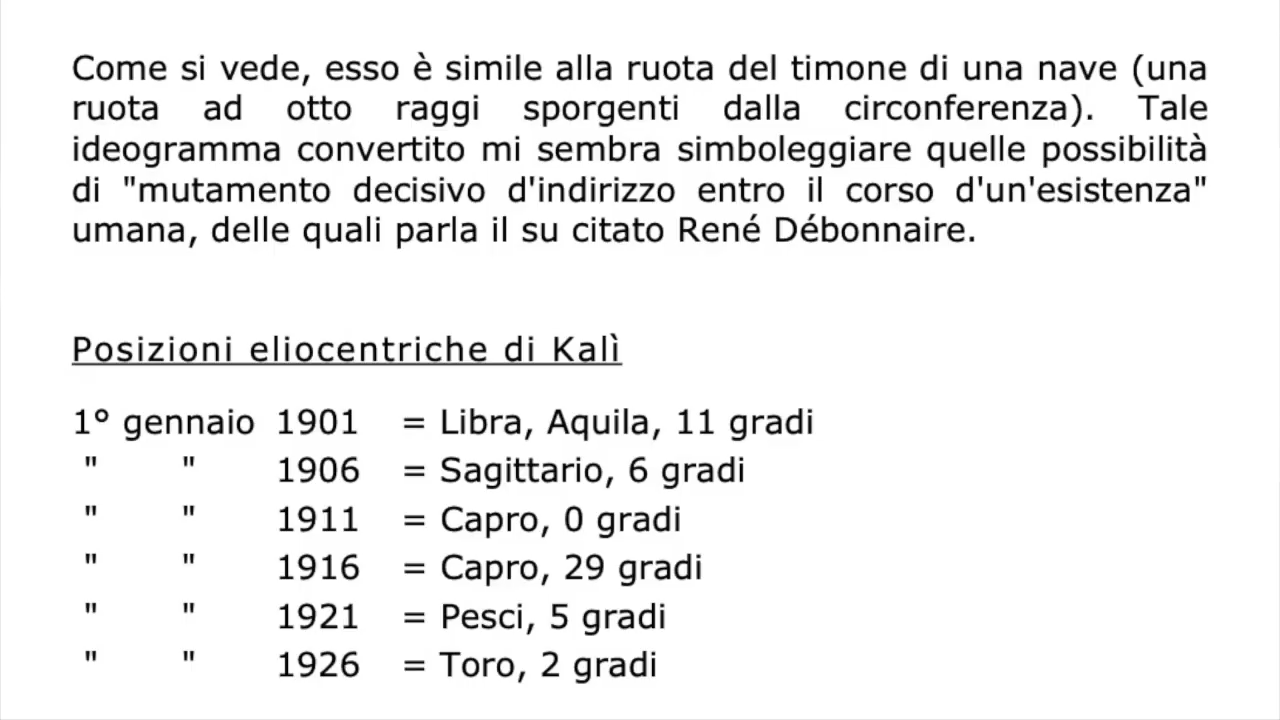 Come si vede, esso è simile alla ruota del timone di una nave (una
ruota ad otto raggi sporgenti dalla circonferenza). Tale
ideogramma convertito mi sembra simboleggiare quelle possibilità
di "mutamento decisivo d'indirizzo entro il corso d'un'esistenza"
umana, delle quali parla il su citato René Débonnaire.
Posizioni eliocentriche di Kalì
1° gennaio 1901 = Libra, Aquila, 11 gradi
" " 1906 = Sagittario, 6 gradi
" " 1911 = Capro, 0 gradi
" " 1916 = Capro, 29 gradi
" " 1921 = Pesci, 5 gradi
" " 1926 = Toro, 2 gradi